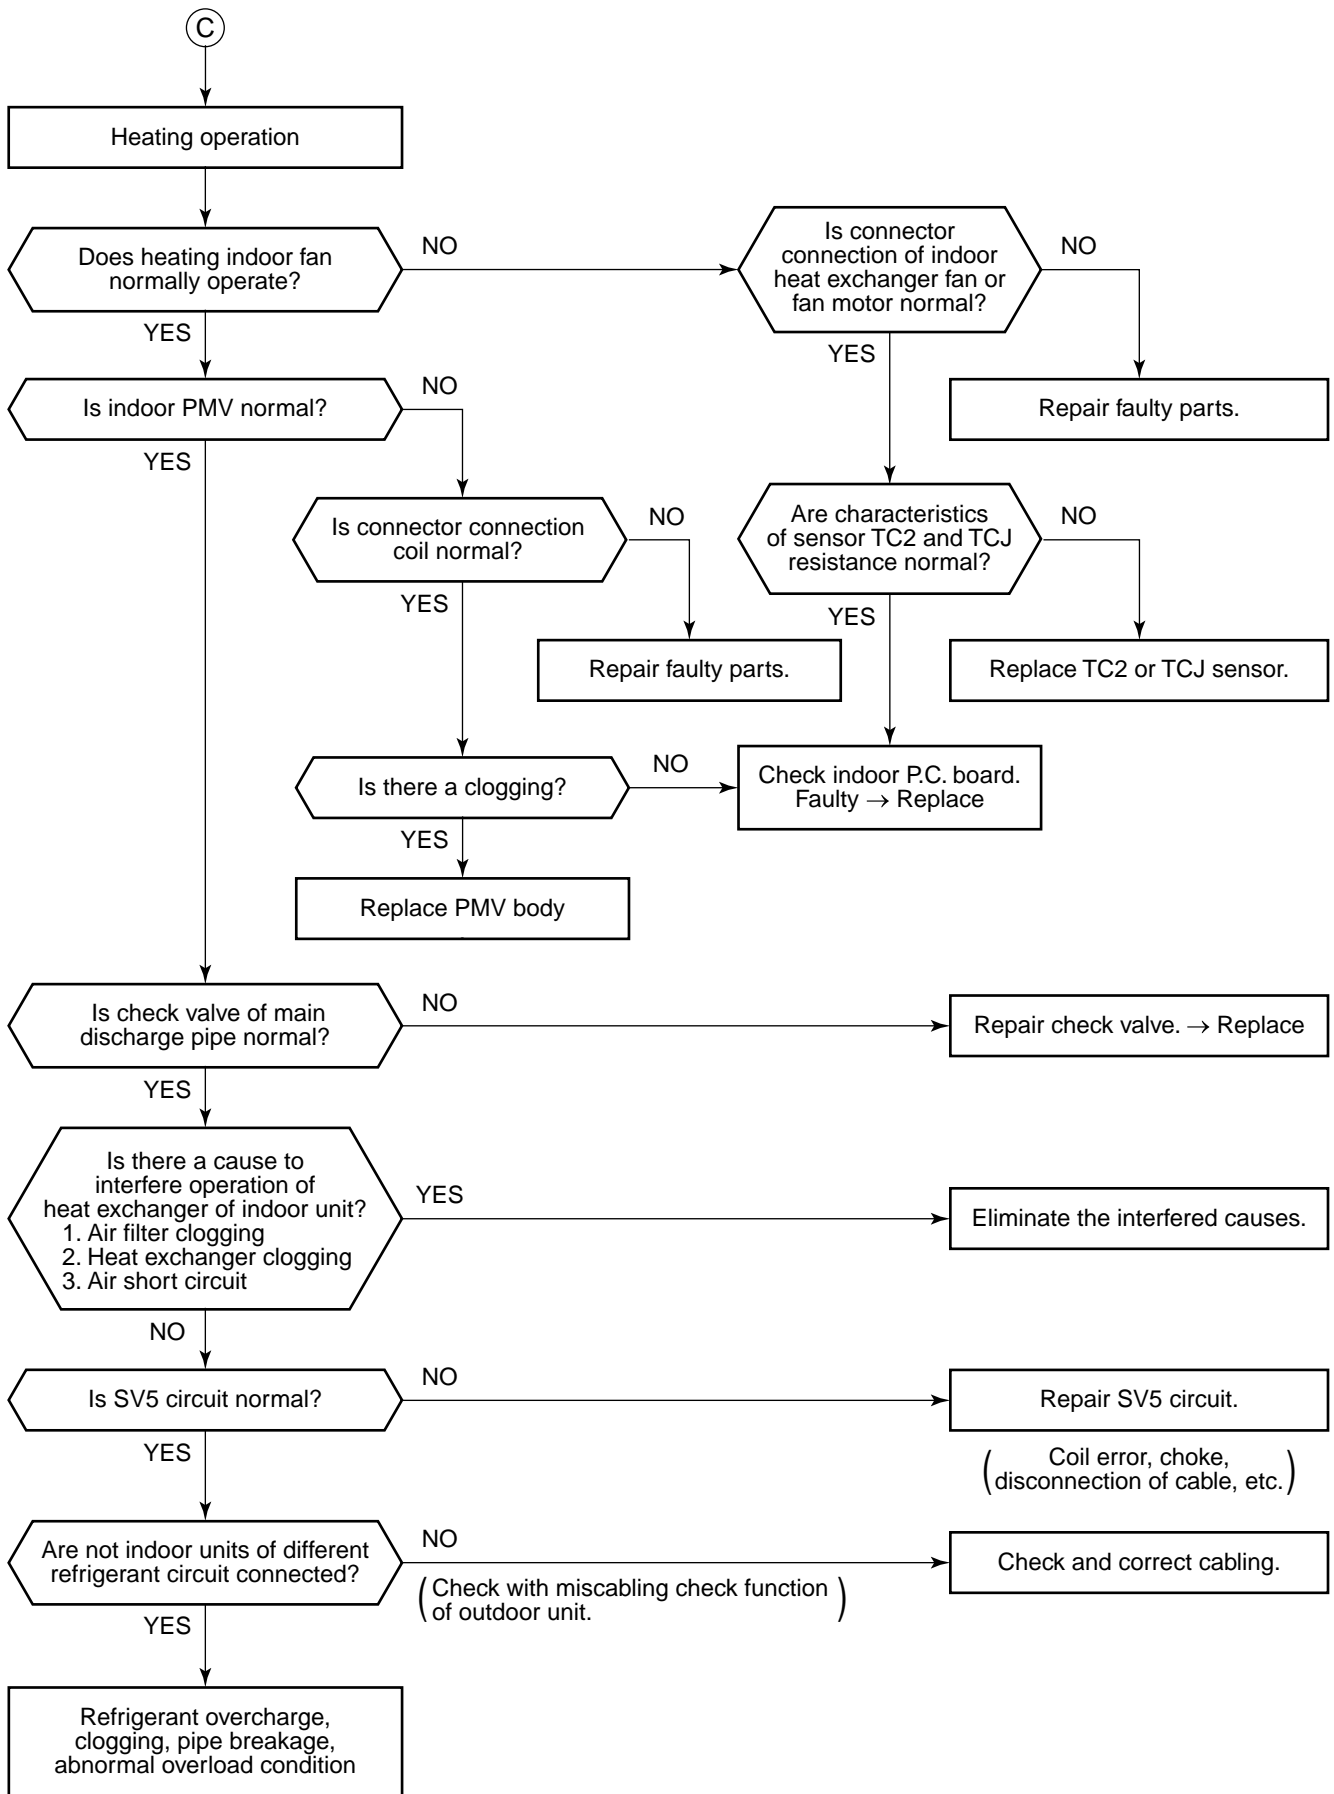 C
Heating operation
Does heating indoor fan
normally operate?
NO
YES
Is connector
connection of indoor
heat exchanger fan or
fan motor normal?
NO
YES
Repair faulty parts.
Is indoor PMV normal?
NO
YES
Is connector connection
coil normal?
NO
YES
Repair faulty parts.
Are characteristics
of sensor TC2 and TCJ
resistance normal?
NO
YES
Replace TC2 or TCJ sensor.
Is there a clogging?
NO
YES
Check indoor P.C. board.
Faulty → Replace
Replace PMV body
Is check valve of main
discharge pipe normal?
NO
YES
Repair check valve. → Replace
Is there a cause to
interfere operation of
heat exchanger of indoor unit?
1. Air filter clogging
2. Heat exchanger clogging
3. Air short circuit
YES
NO
Eliminate the interfered causes.
Is SV5 circuit normal?
NO
YES
Repair SV5 circuit.
(Coil error, choke,
disconnection of cable, etc.)
Are not indoor units of different
refrigerant circuit connected?
NO
(Check with miscabling check function
of outdoor unit.)
YES
Check and correct cabling.
Refrigerant overcharge,
clogging, pipe breakage,
abnormal overload condition